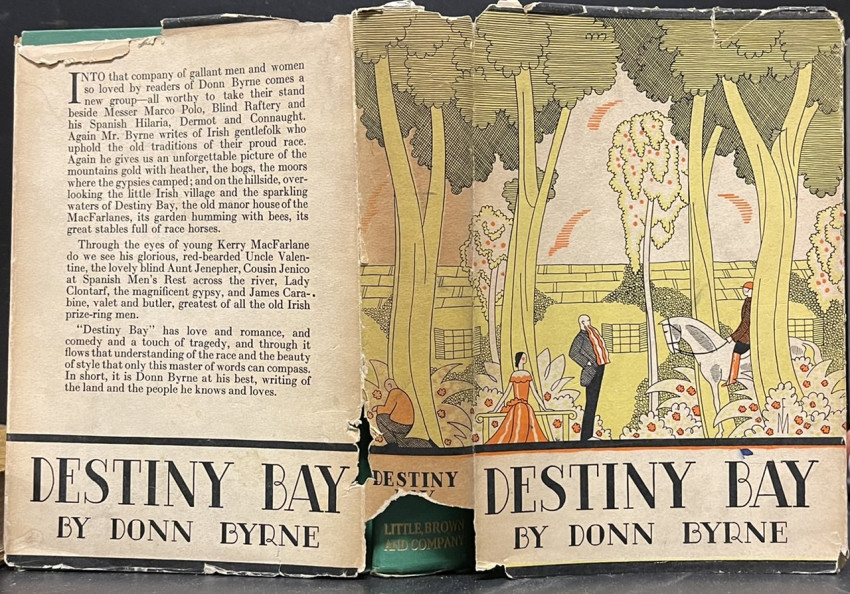 INTO that company of gallant men and women
so loved by readers of Donn Byrne comes a
new group—all worthy to take their stand
beside Messer Marco Polo, Blind Raftery and
his Spanish Hilaria, Dermot and Connaught.
Again Mr. Byrne writes of Irish gentlefolk who
uphold the old traditions of their proud race.
Again he gives us an unforgettable picture of the
mountains gold with heather, the bogs, the moors
where the gypsies camped; and on the hillside, over-
looking the little Irish village and the sparkling
waters of Destiny Bay, the old manor house of the
MacFarlanes, its garden humming with bees, its
great stables full of race horses.
Through the eyes of young Kerry MacFarlane
do we see his glorious, red-bearded Uncle Valen-
tine, the lovely blind Aunt Jenepher, Cousin Jenico
at Spanish Men's Rest across the river, Lady
Clontarf, the magnificent gypsy, and James Cara-
bine, valet and butler, greatest of all the old Irish
prize-ring men.
"Destiny Bay" has love and romance, and
comedy and a touch of tragedy, and through it
flows that understanding of the race and the beauty
of style that only this master of words can compass.
In short, it is Donn Byrne at his best, writing of
the land and the people he knows and loves.
DESTINY BAY
BY DONN BYRNE
DESTINY
LITTLE, BROWN
AND COMPANY
DESTINY BAY
BY DONN BYRNE